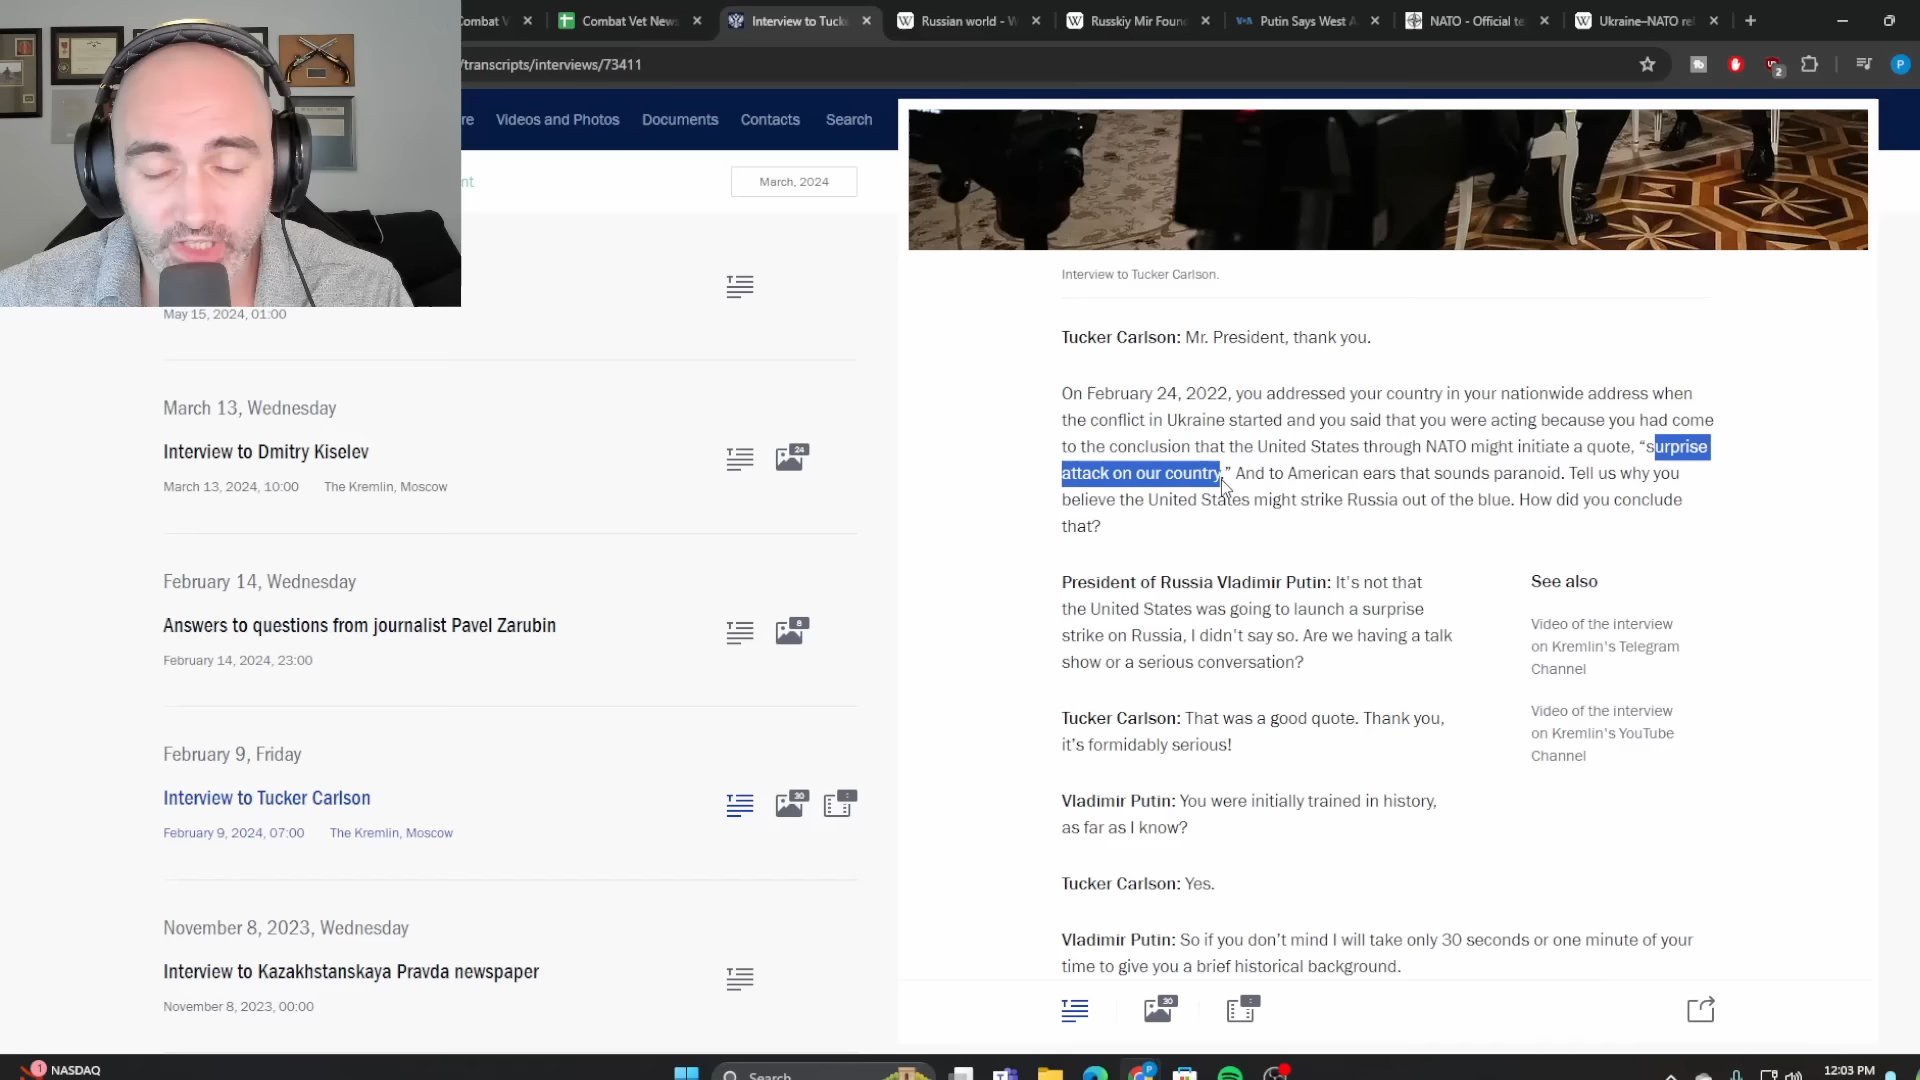 Combat V
Combat Vet News
Interview to Tuck
Russian world - W
Russkiy Mir Foun
Putin Says West A
NATO - Official te
Ukraine–NATO rel
/transcripts/interviews/73411
2
P
re
Videos and Photos
Documents
Contacts
Search
nt
March, 2024
May 15, 2024, 01:00
March 13, Wednesday
Interview to Dmitry Kiselev
24
March 13, 2024, 10:00
The Kremlin, Moscow
February 14, Wednesday
Answers to questions from journalist Pavel Zarubin
8
February 14, 2024, 23:00
February 9, Friday
Interview to Tucker Carlson
30
February 9, 2024, 07:00
The Kremlin, Moscow
November 8, 2023, Wednesday
Interview to Kazakhstanskaya Pravda newspaper
November 8, 2023, 00:00
Interview to Tucker Carlson.
Tucker Carlson: Mr. President, thank you.
On February 24, 2022, you addressed your country in your nationwide address when
the conflict in Ukraine started and you said that you were acting because you had come
to the conclusion that the United States through NATO might initiate a quote, “surprise
attack on our country.” And to American ears that sounds paranoid. Tell us why you
believe the United States might strike Russia out of the blue. How did you conclude
that?
President of Russia Vladimir Putin: It's not that
the United States was going to launch a surprise
strike on Russia, I didn't say so. Are we having a talk
show or a serious conversation?
Tucker Carlson: That was a good quote. Thank you,
it’s formidably serious!
Vladimir Putin: You were initially trained in history,
as far as I know?
Tucker Carlson: Yes.
Vladimir Putin: So if you don’t mind I will take only 30 seconds or one minute of your
time to give you a brief historical background.
See also
Video of the interview
on Kremlin's Telegram
Channel
Video of the interview
on Kremlin's YouTube
Channel
30
1
NASDAQ
Search
P
12:03 PM